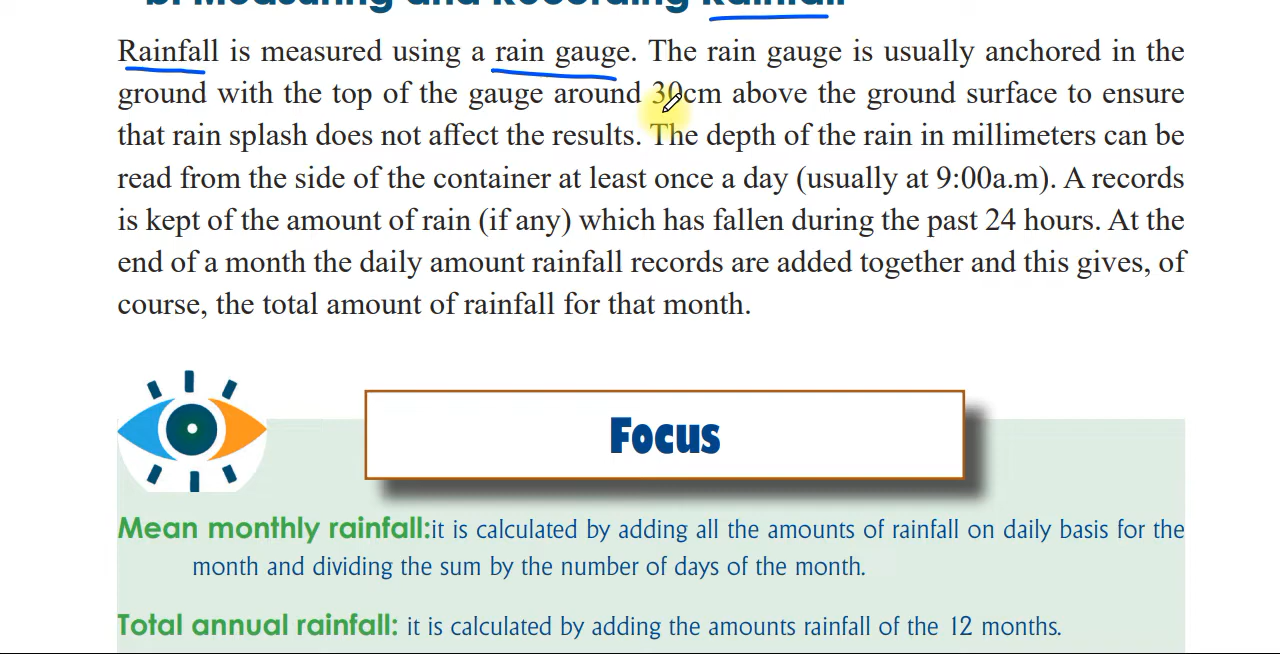 b. Measuring and Recording Rainfall
Rainfall is measured using a rain gauge. The rain gauge is usually anchored in the
ground with the top of the gauge around 30cm above the ground surface to ensure
that rain splash does not affect the results. The depth of the rain in millimeters can be
read from the side of the container at least once a day (usually at 9:00a.m). A records
is kept of the amount of rain (if any) which has fallen during the past 24 hours. At the
end of a month the daily amount rainfall records are added together and this gives, of
course, the total amount of rainfall for that month.
Focus
Mean monthly rainfall:it is calculated by adding all the amounts of rainfall on daily basis for the
month and dividing the sum by the number of days of the month.
Total annual rainfall: it is calculated by adding the amounts rainfall of the 12 months.